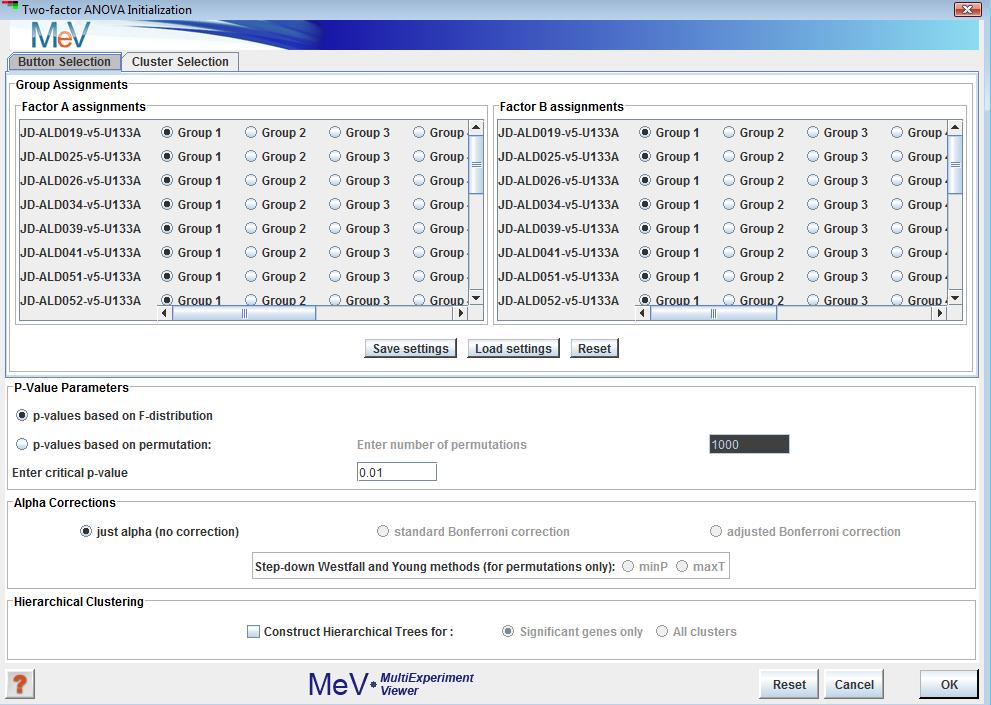 Two-factor ANOVA Initialization
MeV
Button Selection Cluster Selection
Group Assignments
Factor A assignments Factor B assignments
JD-ALD019-v5-U133A Group 1 Group 2 Group 3 Group JD-ALD019-v5-U133A Group 1 Group 2 Group 3 Group
JD-ALD025-v5-U133A Group 1 Group 2 Group 3 Group JD-ALD025-v5-U133A Group 1 Group 2 Group 3 Group
JD-ALD026-v5-U133A Group 1 Group 2 Group 3 Group JD-ALD026-v5-U133A Group 1 Group 2 Group 3 Group
JD-ALD034-v5-U133A Group 1 Group 2 Group 3 Group JD-ALD034-v5-U133A Group 1 Group 2 Group 3 Group
JD-ALD039-v5-U133A Group 1 Group 2 Group 3 Group JD-ALD039-v5-U133A Group 1 Group 2 Group 3 Group
JD-ALD041-v5-U133A Group 1 Group 2 Group 3 Group JD-ALD041-v5-U133A Group 1 Group 2 Group 3 Group
JD-ALD051-v5-U133A Group 1 Group 2 Group 3 Group JD-ALD051-v5-U133A Group 1 Group 2 Group 3 Group
JD-ALD052-v5-U133A Group 1 Group 2 Group 3 Group JD-ALD052-v5-U133A Group 1 Group 2 Group 3 Group
Save settings Load settings Reset
P-Value Parameters
p-values based on F-distribution
p-values based on permutation: Enter number of permutations 1000
Enter critical p-value 0.01
Alpha Corrections
just alpha (no correction) standard Bonferroni correction adjusted Bonferroni correction
Step-down Westfall and Young methods (for permutations only): minP maxT
Hierarchical Clustering
Construct Hierarchical Trees for : Significant genes only All clusters
? MeV MultiExperiment Viewer Reset Cancel OK